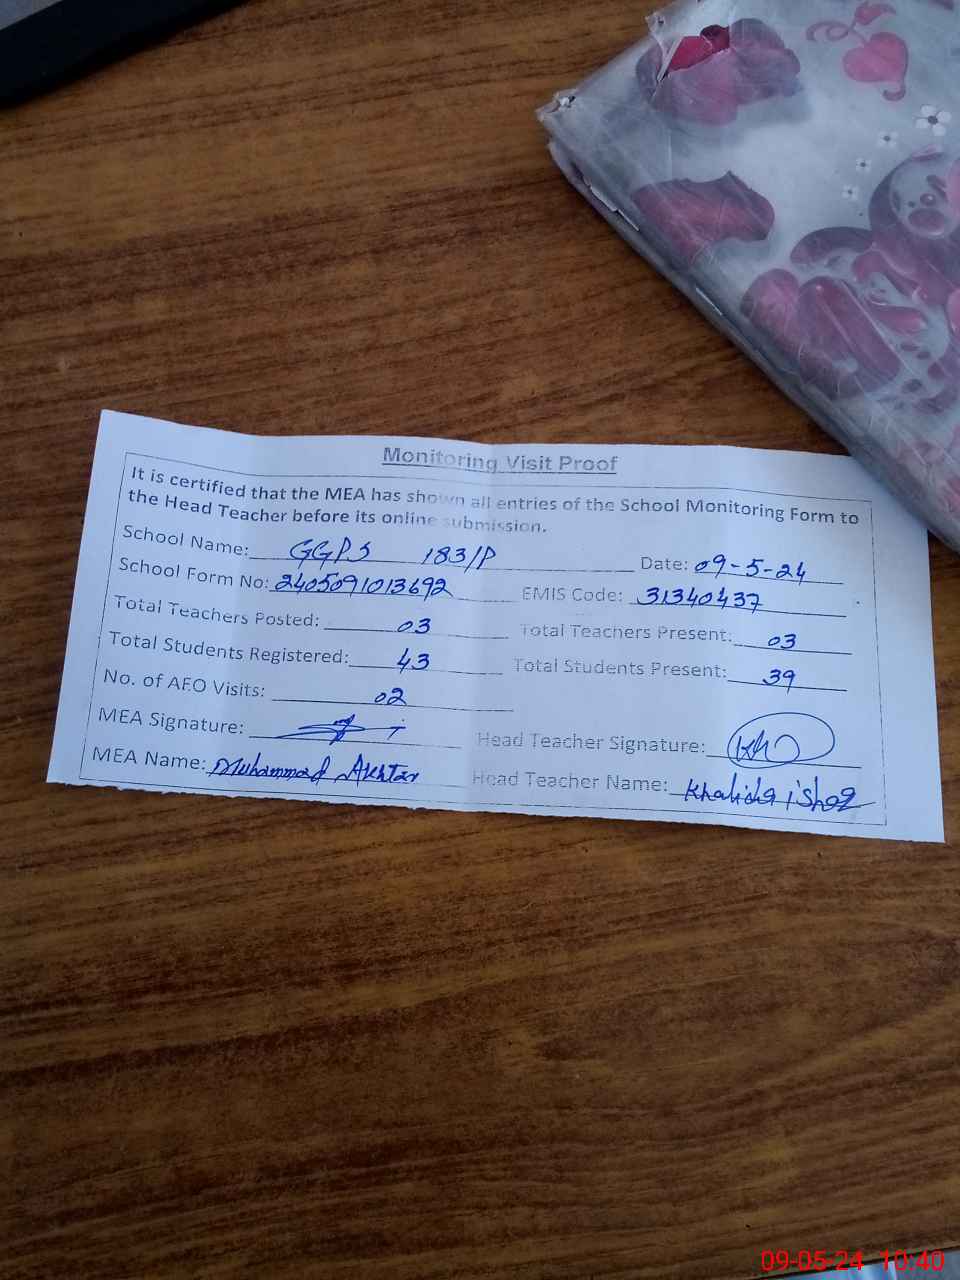 Monitoring Visit Proof
It is certified that the MEA has shown all entries of the School Monitoring Form to
the Head Teacher before its online submission.
School Name: GGPS 183/P Date: 09-5-24
School Form No: 2405091013692 EMIS Code: 31340437
Total Teachers Posted: 03 Total Teachers Present: 03
Total Students Registered: 43 Total Students Present: 39
No. of AEO Visits: 02
MEA Signature: Head Teacher Signature:
MEA Name: Muhammad Akhtar Head Teacher Name: Khalida ishaq
09-05-24 10:40